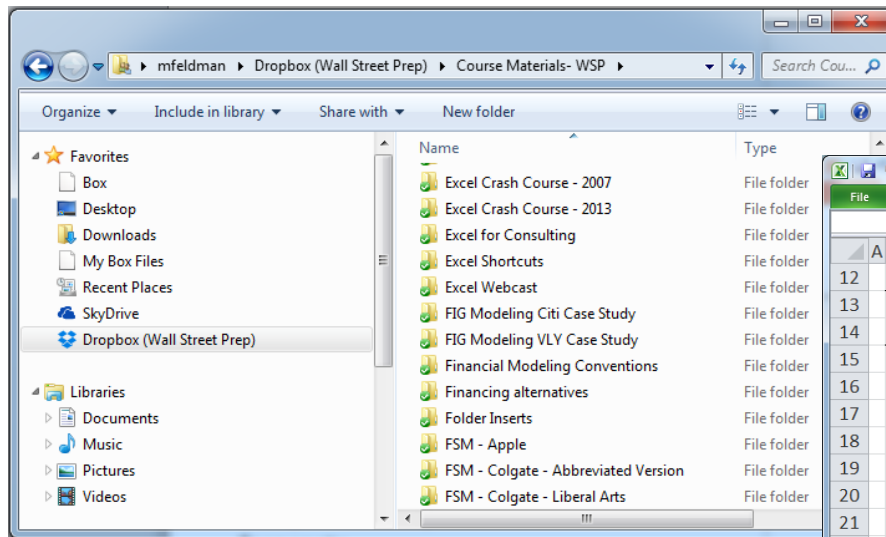 mfeldman Dropbox (Wall Street Prep) Course Materials- WSP Search Cou...
Organize Include in library Share with New folder
Favorites
Box
Desktop
Downloads
My Box Files
Recent Places
SkyDrive
Dropbox (Wall Street Prep)
Libraries
Documents
Music
Pictures
Videos
Name Type
Excel Crash Course - 2007 File folder
Excel Crash Course - 2013 File folder
Excel for Consulting File folder
Excel Shortcuts File folder
Excel Webcast File folder
FIG Modeling Citi Case Study File folder
FIG Modeling VLY Case Study File folder
Financial Modeling Conventions File folder
Financing alternatives File folder
Folder Inserts File folder
FSM - Apple File folder
FSM - Colgate - Abbreviated Version File folder
FSM - Colgate - Liberal Arts File folder
File
A
12
13
14
15
16
17
18
19
20
21